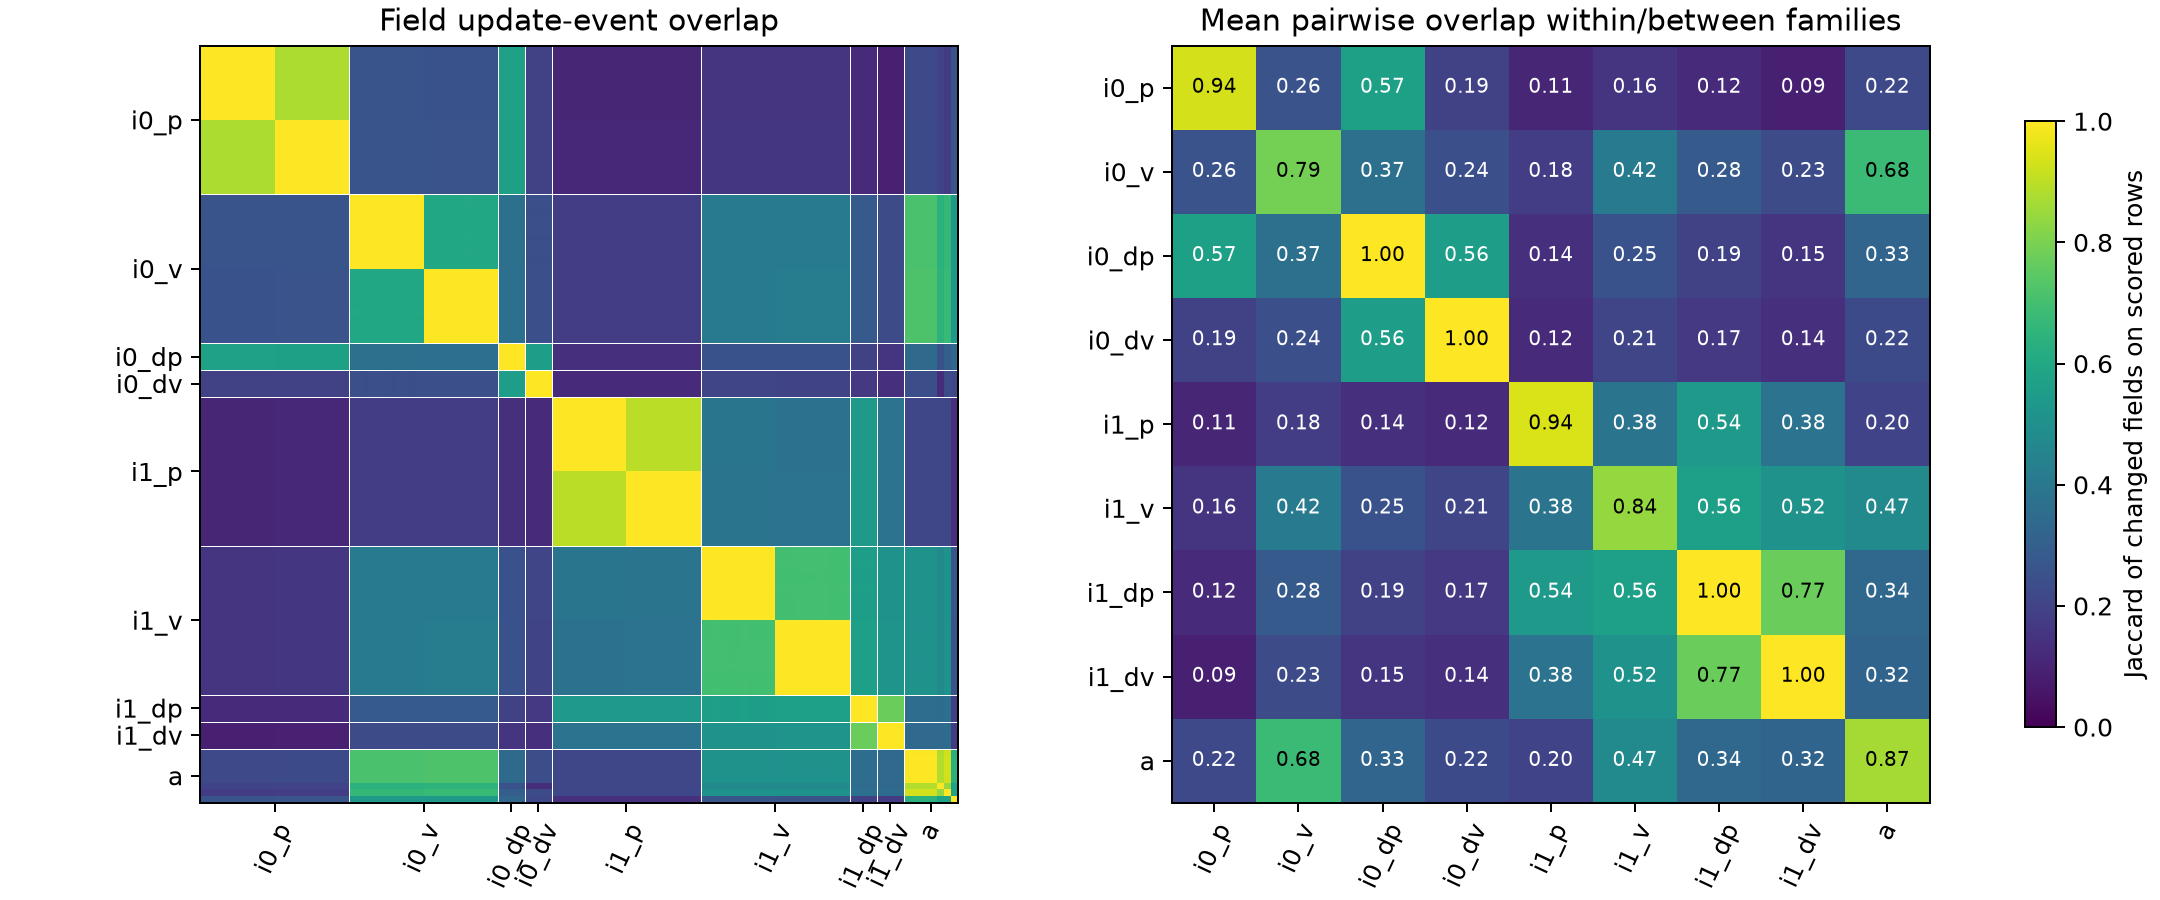 Field update-event overlap
i0_p
i0_v
i0_dp
i0_dv
i1_p
i1_v
i1_dp
i1_dv
a
i0_p
i0_v
i0_dp
i0_dv
i1_p
i1_v
i1_dp
i1_dv
a
Mean pairwise overlap within/between families
i0_p 0.94 0.26 0.57 0.19 0.11 0.16 0.12 0.09 0.22
i0_v 0.26 0.79 0.37 0.24 0.18 0.42 0.28 0.23 0.68
i0_dp 0.57 0.37 1.00 0.56 0.14 0.25 0.19 0.15 0.33
i0_dv 0.19 0.24 0.56 1.00 0.12 0.21 0.17 0.14 0.22
i1_p 0.11 0.18 0.14 0.12 0.94 0.38 0.54 0.38 0.20
i1_v 0.16 0.42 0.25 0.21 0.38 0.84 0.56 0.52 0.47
i1_dp 0.12 0.28 0.19 0.17 0.54 0.56 1.00 0.77 0.34
i1_dv 0.09 0.23 0.15 0.14 0.38 0.52 0.77 1.00 0.32
a 0.22 0.68 0.33 0.22 0.20 0.47 0.34 0.32 0.87
i0_p
i0_v
i0_dp
i0_dv
i1_p
i1_v
i1_dp
i1_dv
a
1.0
0.8
0.6
0.4
0.2
0.0
Jaccard of changed fields on scored rows